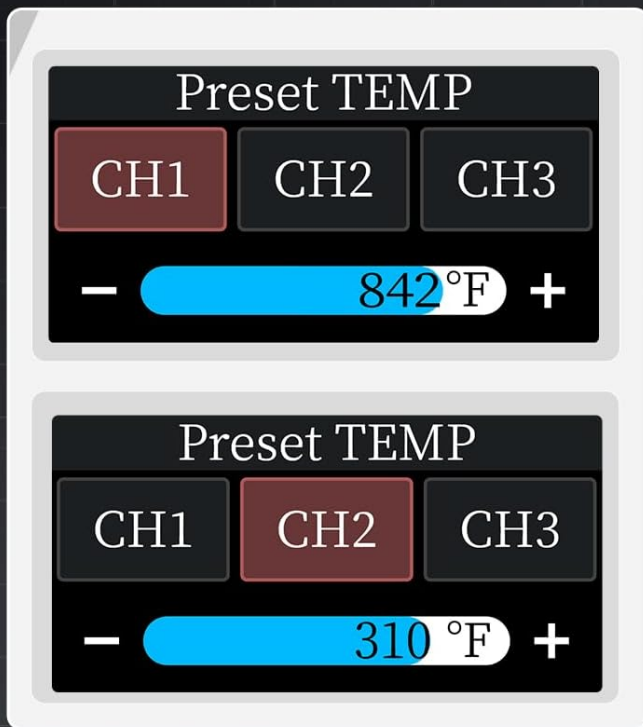 Preset TEMP
CH1 CH2 CH3
− 842°F +
Preset TEMP
CH1 CH2 CH3
− 310 °F +